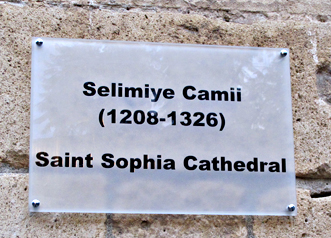 Selimiye Camii
(1208-1326)
Saint Sophia Cathedral